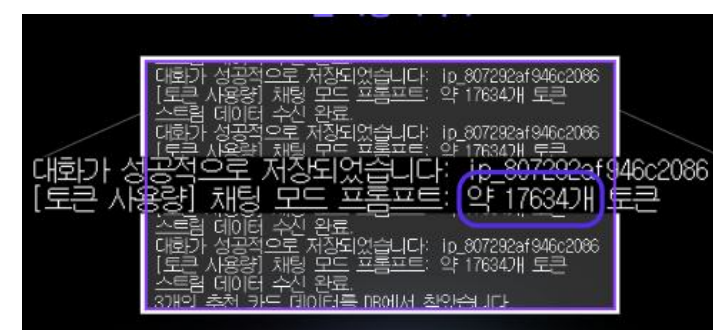 대화가 성공적으로 저장되었습니다: ip_807292af946c2086
[토큰 사용량] 채팅 모드 프롬프트: 약 17634개 토큰
스트림 데이터 수신 완료.
대화가 성공적으로 저장되었습니다: ip_807292af946c2086
[토큰 사용량] 채팅 모드 프롬프트: 약 17634개 토큰
대화가 성공적으로 저장되었습니다: ip_807292af946c2086
[토큰 사용량] 채팅 모드 프롬프트: 약 17634개 토큰
스트림 데이터 수신 완료.
대화가 성공적으로 저장되었습니다: ip_807292af946c2086
[토큰 사용량] 채팅 모드 프롬프트: 약 17634개 토큰
스트림 데이터 수신 완료.
3개의 추천 카드 데이터를 DB에서 찾았습니다